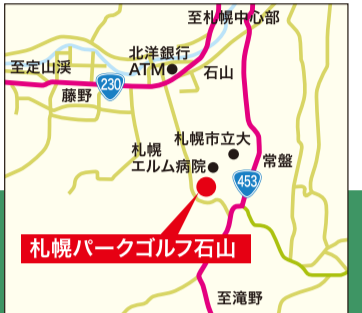 至札幌中心部
北洋銀行
ATM
至定山渓
石山
230
藤野
札幌市立大
札幌
エルム病院
常盤
453
札幌パークゴルフ石山
至滝野